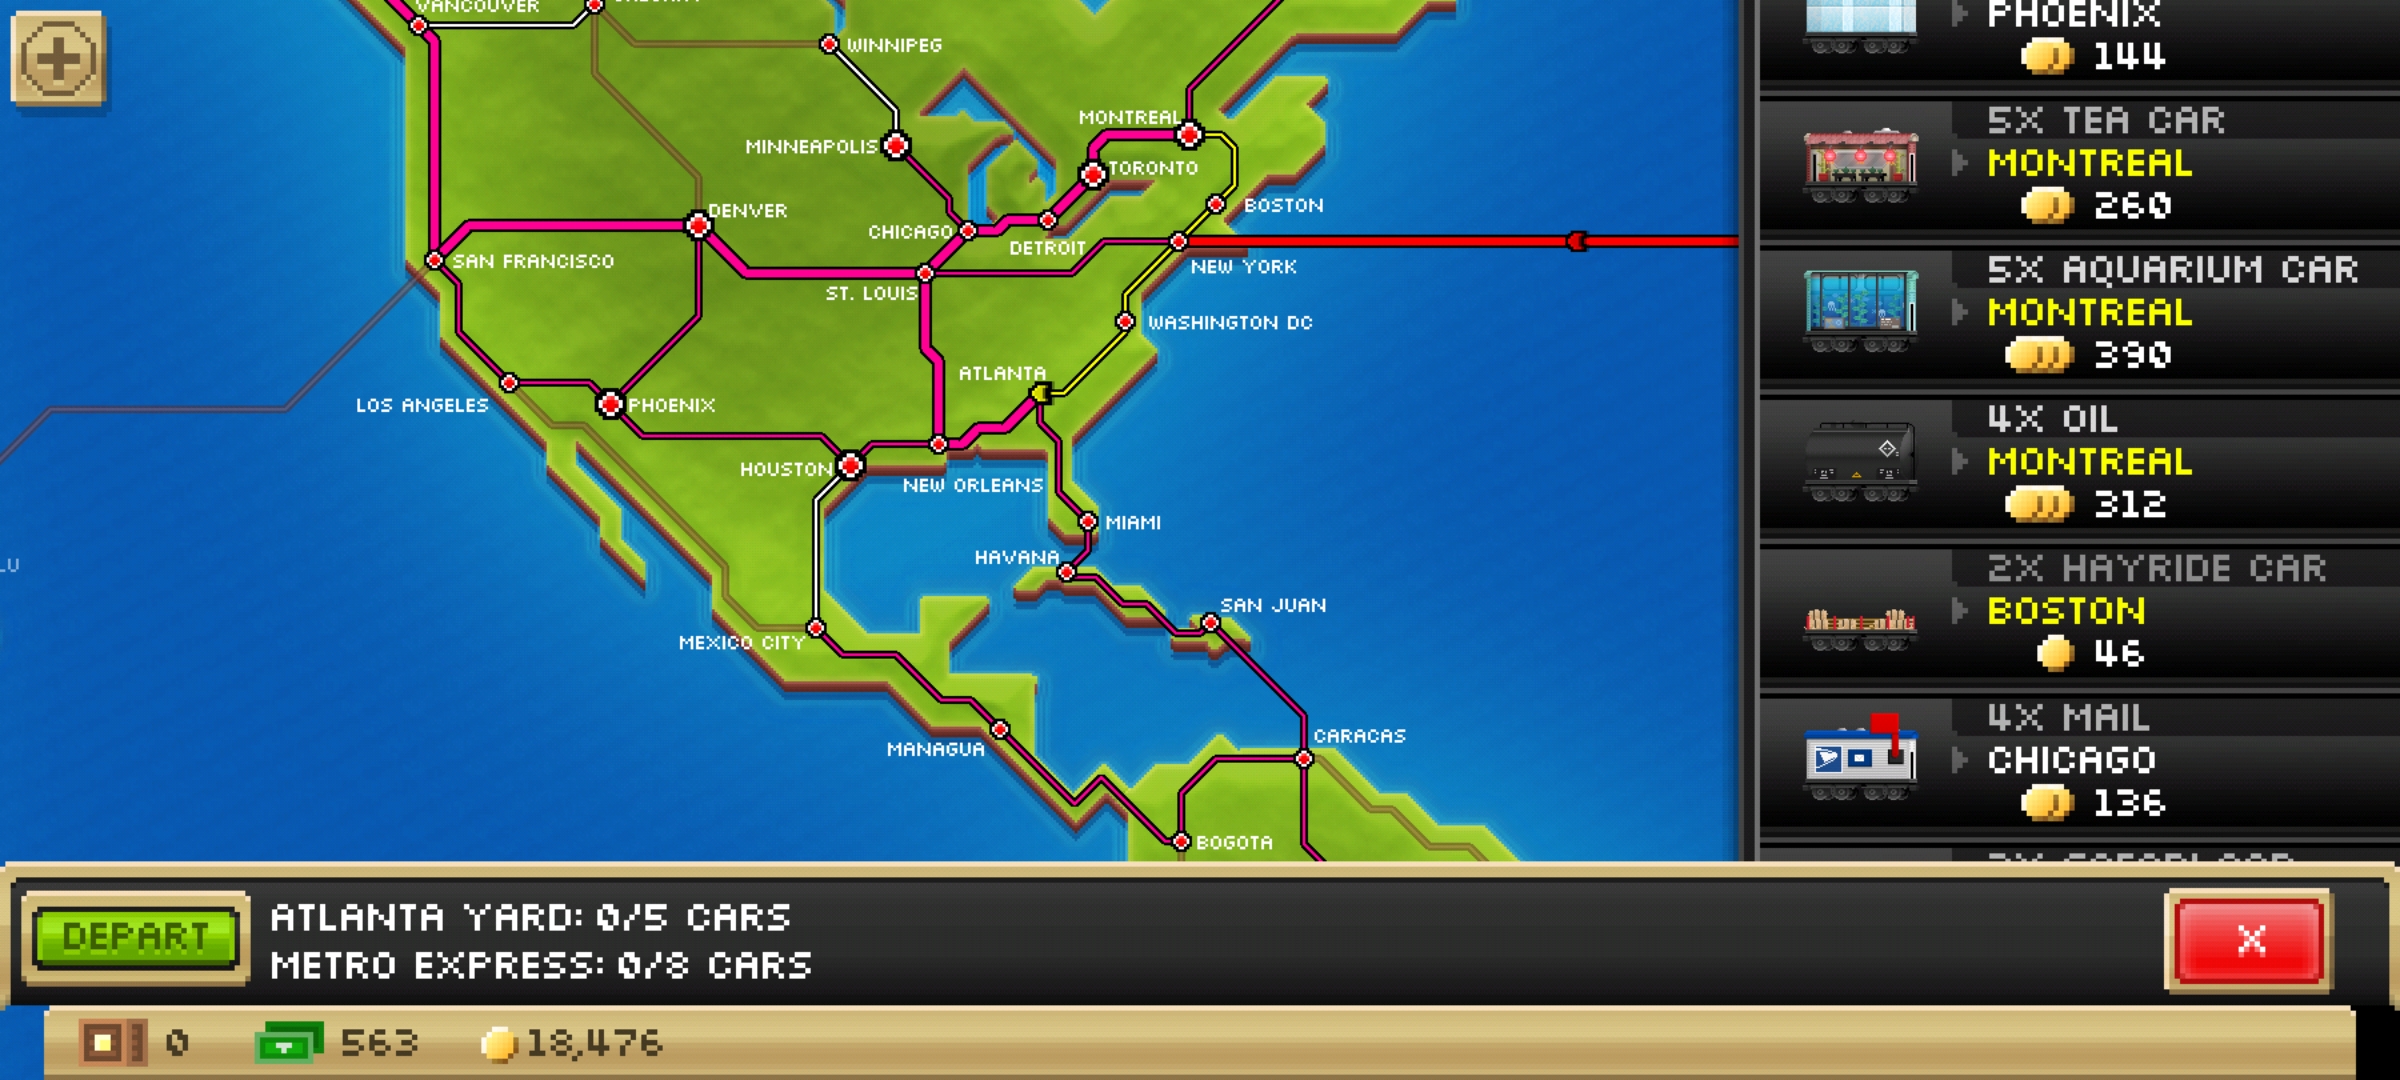 VANCOUVER
WINNIPEG
MONTREAL
MINNEAPOLIS
TORONTO
DENVER
BOSTON
CHICAGO
DETROIT
SAN FRANCISCO
NEW YORK
ST. LOUIS
WASHINGTON DC
ATLANTA
LOS ANGELES
PHOENIX
HOUSTON
NEW ORLEANS
MIAMI
HAVANA
LU
SAN JUAN
MEXICO CITY
CARACAS
MANAGUA
BOGOTA
PHOENIX
144
5X TEA CAR
MONTREAL
260
5X AQUARIUM CAR
MONTREAL
390
4X OIL
MONTREAL
312
2X HAYRIDE CAR
BOSTON
46
4X MAIL
CHICAGO
136
DEPART
ATLANTA YARD: 0/5 CARS
METRO EXPRESS: 0/8 CARS
X
0
563
18,476